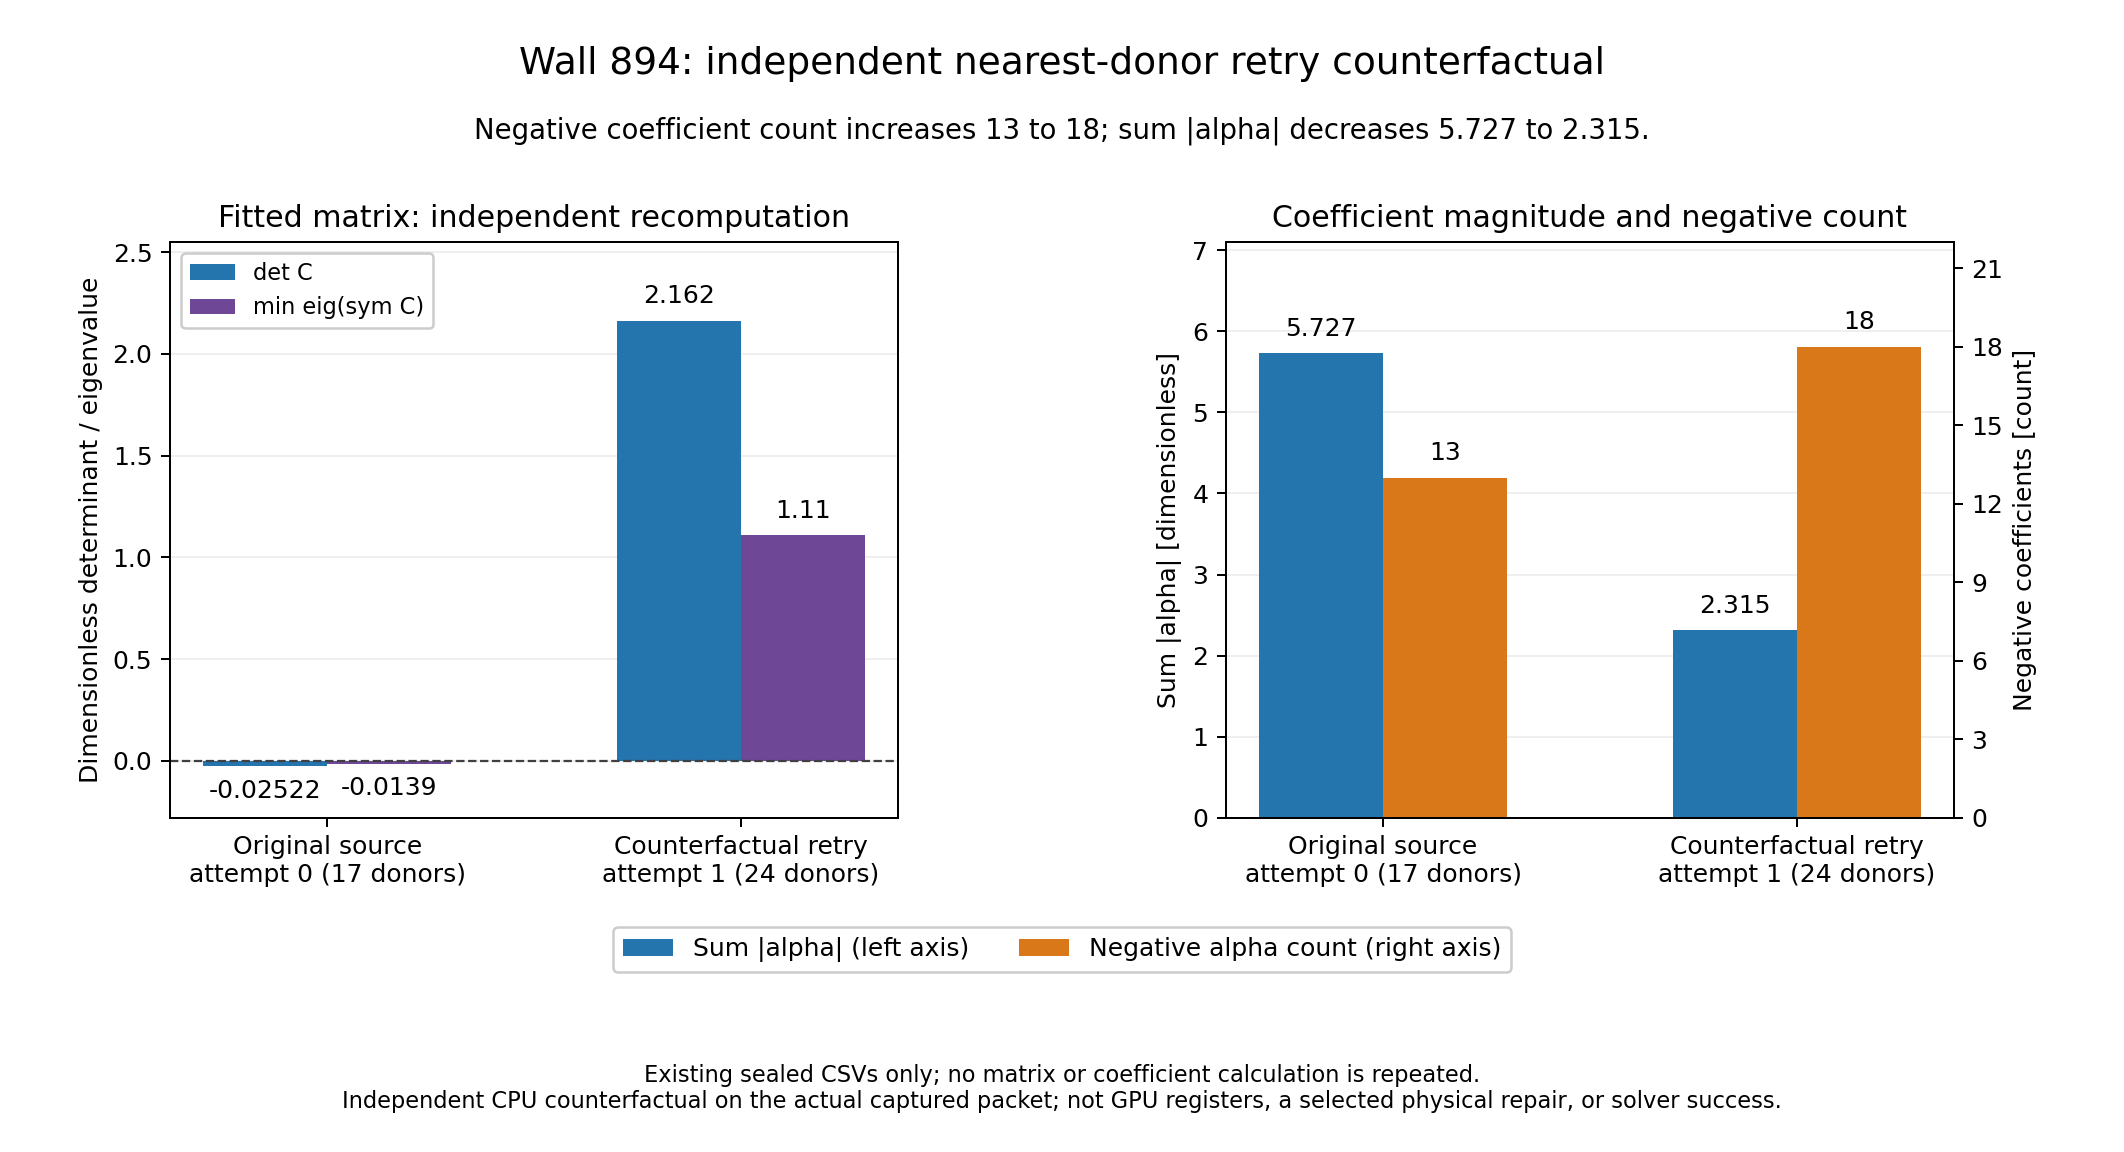 Wall 894: independent nearest-donor retry counterfactual
Negative coefficient count increases 13 to 18; sum |alpha| decreases 5.727 to 2.315.
Fitted matrix: independent recomputation
Dimensionless determinant / eigenvalue
2.5
2.0
1.5
1.0
0.5
0.0
det C
min eig(sym C)
-0.02522
-0.0139
2.162
1.11
Original source
attempt 0 (17 donors)
Counterfactual retry
attempt 1 (24 donors)
Coefficient magnitude and negative count
Sum |alpha| [dimensionless]
7
6
5
4
3
2
1
0
5.727
13
2.315
18
21
18
15
12
9
6
3
0
Negative coefficients [count]
Original source
attempt 0 (17 donors)
Counterfactual retry
attempt 1 (24 donors)
Sum |alpha| (left axis)
Negative alpha count (right axis)
Existing sealed CSVs only; no matrix or coefficient calculation is repeated.
Independent CPU counterfactual on the actual captured packet; not GPU registers, a selected physical repair, or solver success.